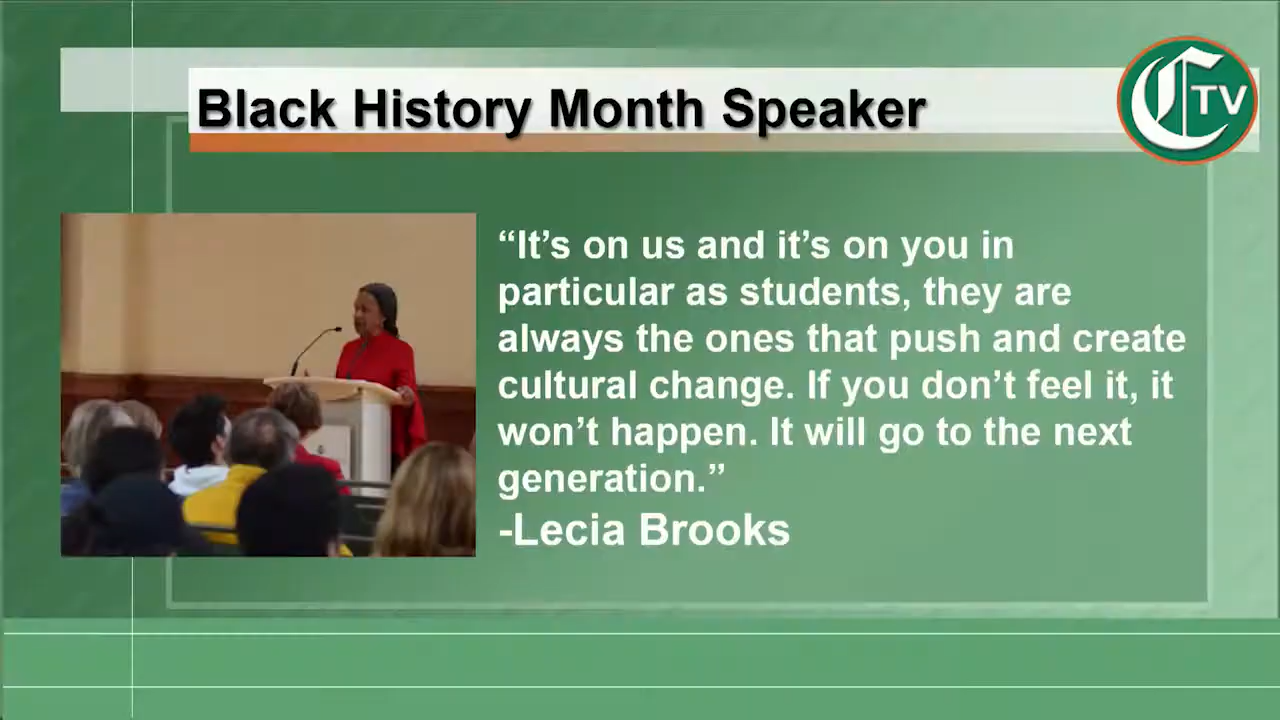 Black History Month Speaker
CTV
“It’s on us and it’s on you in
particular as students, they are
always the ones that push and create
cultural change. If you don’t feel it, it
won’t happen. It will go to the next
generation.”
-Lecia Brooks